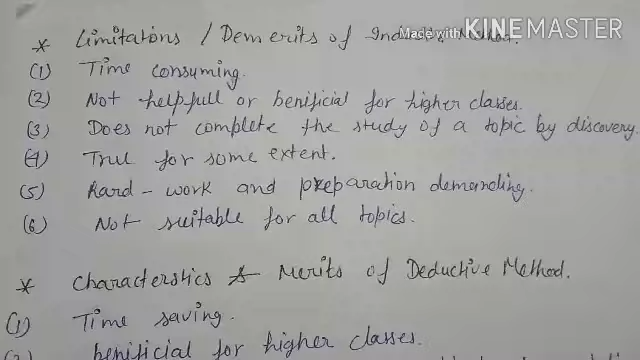 Made with KINEMASTER
* Limitations / Demerits of Method.
(1) Time consuming.
(2) Not helpfull or benificial for higher classes.
(3) Does not complete the study of a topic by discovery.
(4) True for some extent.
(5) Hard - work and preparation demanding.
(6) Not suitable for all topics.
* Characterstics & Merits of Deductive Method.
(1) Time saving.
benificial for higher classes.